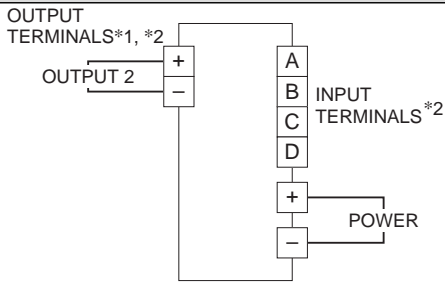 OUTPUT
TERMINALS*1, *2
OUTPUT 2
+
–
A
B
C
D
INPUT
TERMINALS*2
+
–
POWER